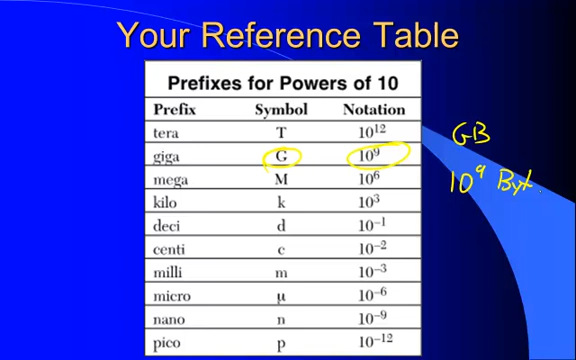 Your Reference Table
Prefixes for Powers of 10
Prefix Symbol Notation
tera T 10¹²
giga G 10⁹
mega M 10⁶
kilo k 10³
deci d 10⁻¹
centi c 10⁻²
milli m 10⁻³
micro μ 10⁻⁶
nano n 10⁻⁹
pico p 10⁻¹²
GB
10⁹ Byt